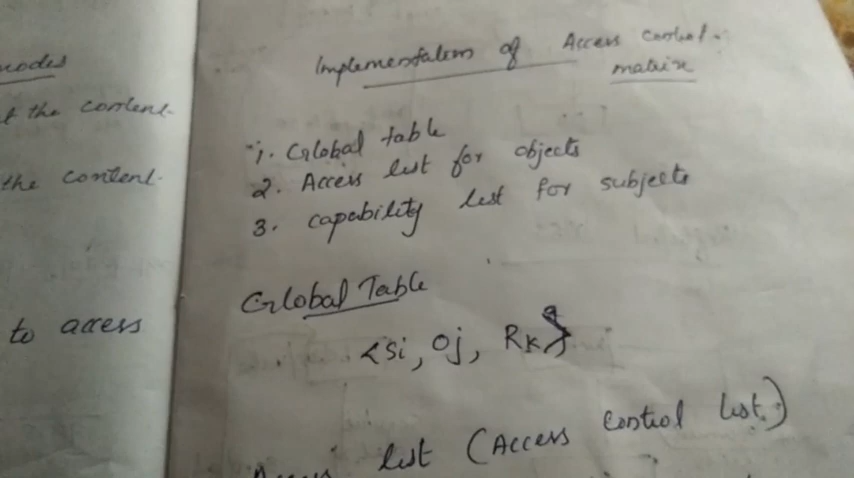 nodes
t the content.
the content.
to access
Implementation of Access control.
matrix
1. Global table
2. Access list for objects
3. capability list for subjects
Global Table
<Si, Oj, Rk>
Access list (Access control list.)